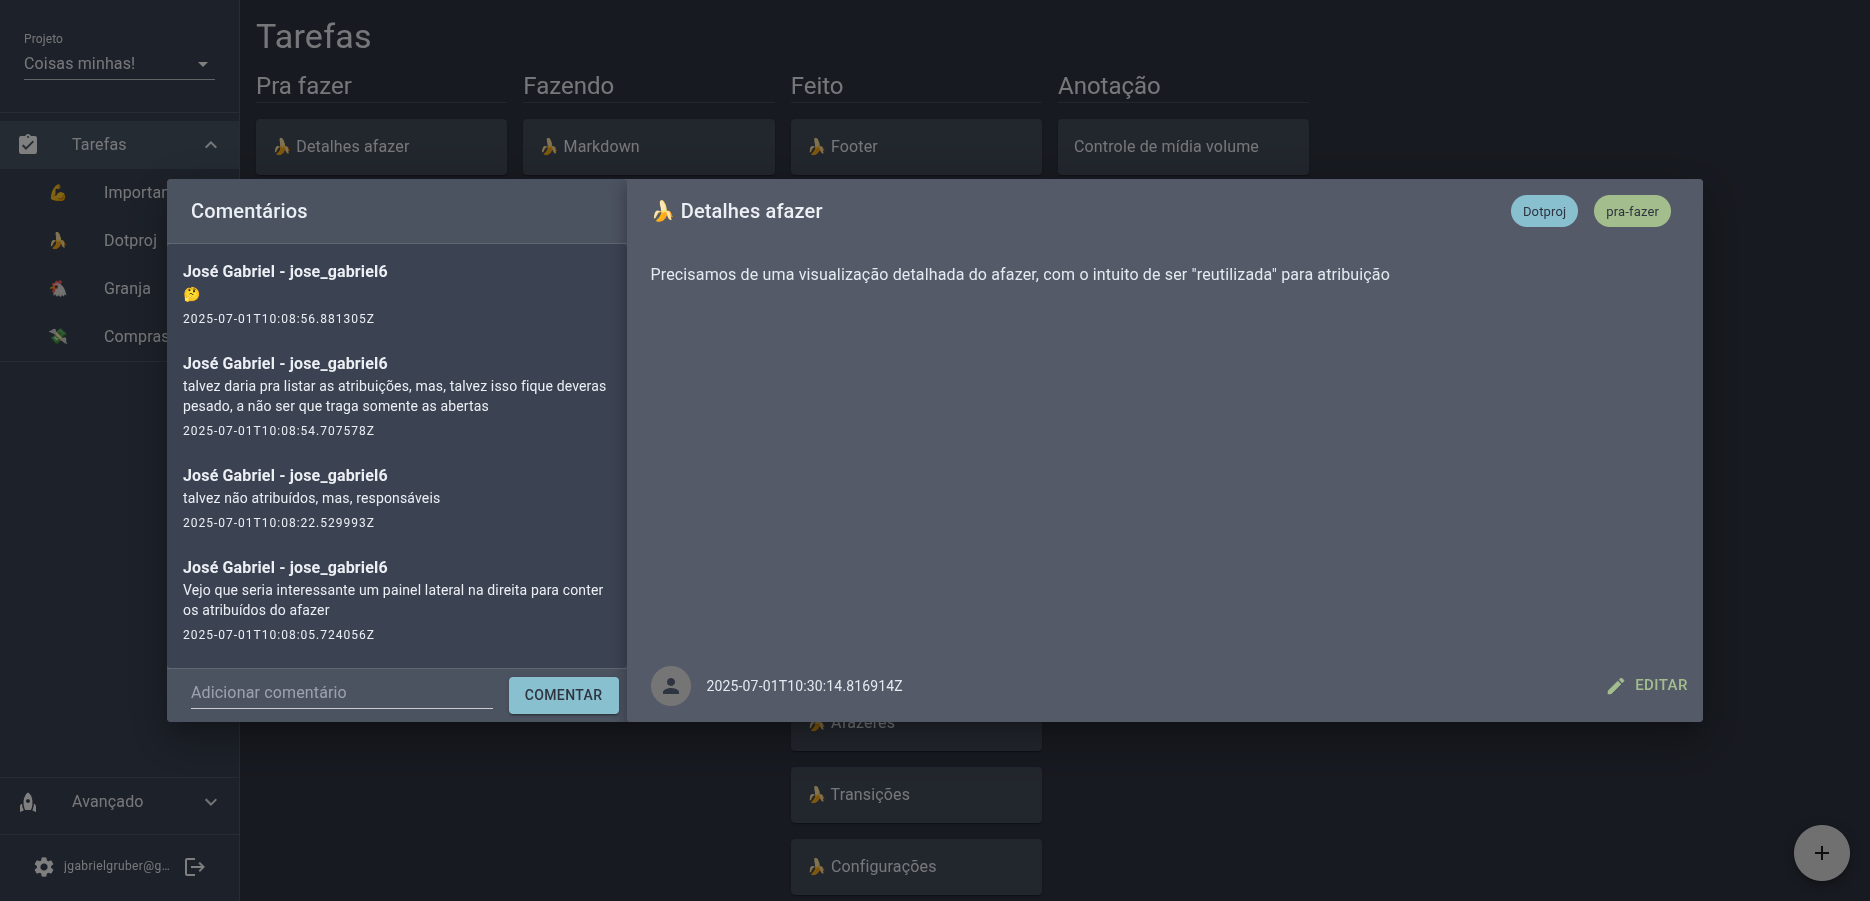 Projeto
Coisas minhas!
Tarefas
Importan
Dotproj
Granja
Compras
Avançado
jgabrielgruber@g...
Tarefas
Pra fazer
Fazendo
Feito
Anotação
🍌 Detalhes afazer
🍌 Markdown
🍌 Footer
Controle de mídia volume
Comentários
José Gabriel - jose_gabriel6
🤔
2025-07-01T10:08:56.881305Z
José Gabriel - jose_gabriel6
talvez daria pra listar as atribuições, mas, talvez isso fique deveras
pesado, a não ser que traga somente as abertas
2025-07-01T10:08:54.707578Z
José Gabriel - jose_gabriel6
talvez não atribuídos, mas, responsáveis
2025-07-01T10:08:22.529993Z
José Gabriel - jose_gabriel6
Vejo que seria interessante um painel lateral na direita para conter
os atribuídos do afazer
2025-07-01T10:08:05.724056Z
Adicionar comentário
COMENTAR
🍌 Detalhes afazer
Dotproj
pra-fazer
Precisamos de uma visualização detalhada do afazer, com o intuito de ser "reutilizada" para atribuição
2025-07-01T10:30:14.816914Z
EDITAR
🍌 Afazeres
🍌 Transições
🍌 Configurações